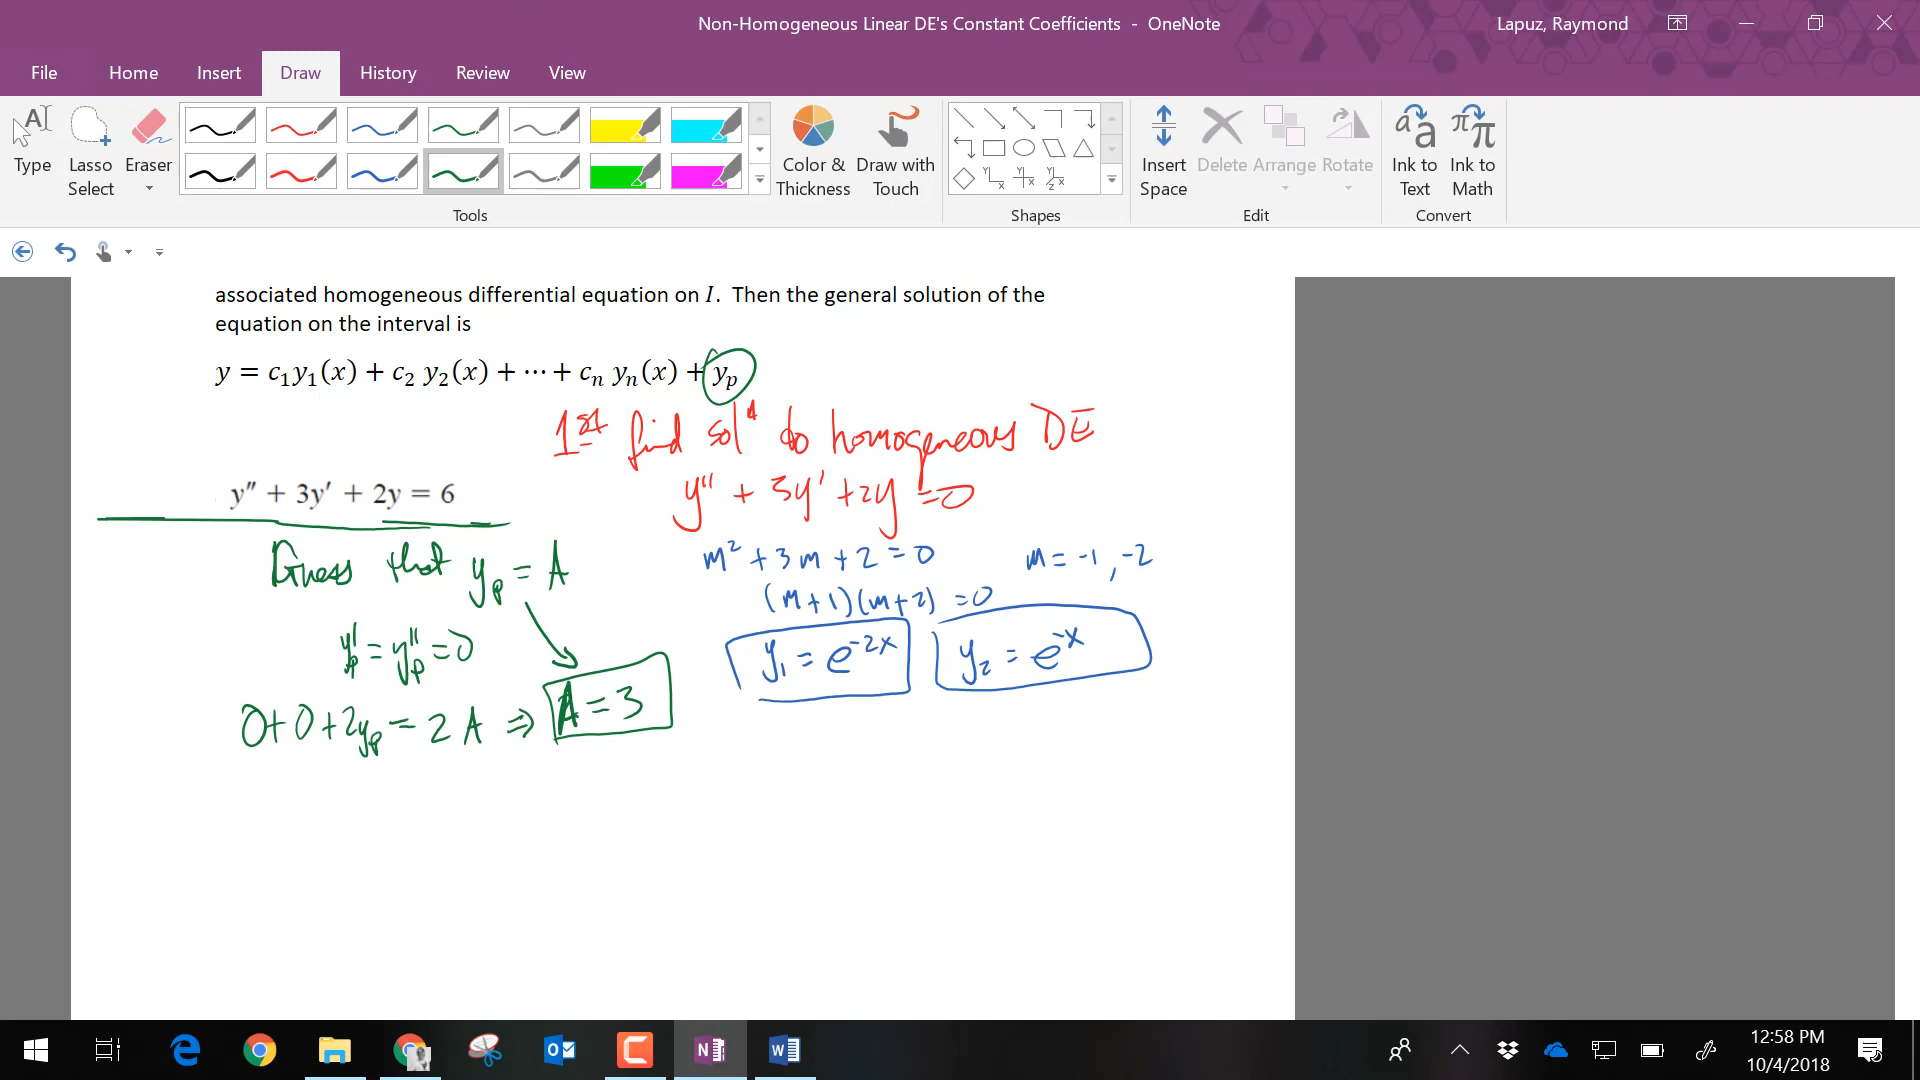 Non-Homogeneous Linear DE's Constant Coefficients - OneNote
Lapuz, Raymond
File Home Insert Draw History Review View
Type
Lasso Select
Eraser
Color & Thickness
Draw with Touch
Insert Space
Delete
Arrange
Rotate
Ink to Text
Ink to Math
Tools
Shapes
Edit
Convert
associated homogeneous differential equation on I. Then the general solution of the
equation on the interval is
y = c₁y₁(x) + c₂ y₂(x) + ⋯ + cₙ yₙ(x) + yₚ
1st find solⁿ to homogeneous DE
y'' + 3y' + 2y = 0
y″ + 3y′ + 2y = 6
Guess that yₚ = A
m² + 3m + 2 = 0
m = -1, -2
(m+1)(m+2) = 0
yₚ' = yₚ'' = 0
y₁ = e⁻²ˣ
y₂ = e⁻ˣ
0 + 0 + 2yₚ = 2A ⇒ A = 3
12:58 PM
10/4/2018